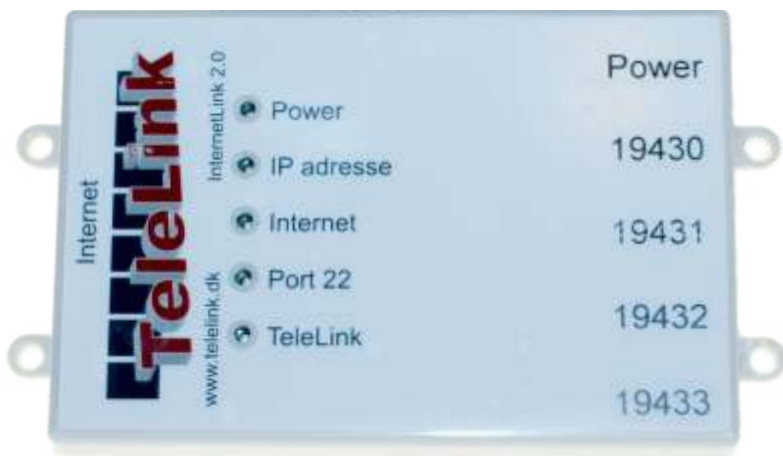 Internet
TeleLink
www.telelink.dk
InternetLink 2.0
Power
IP adresse
Internet
Port 22
TeleLink
Power
19430
19431
19432
19433